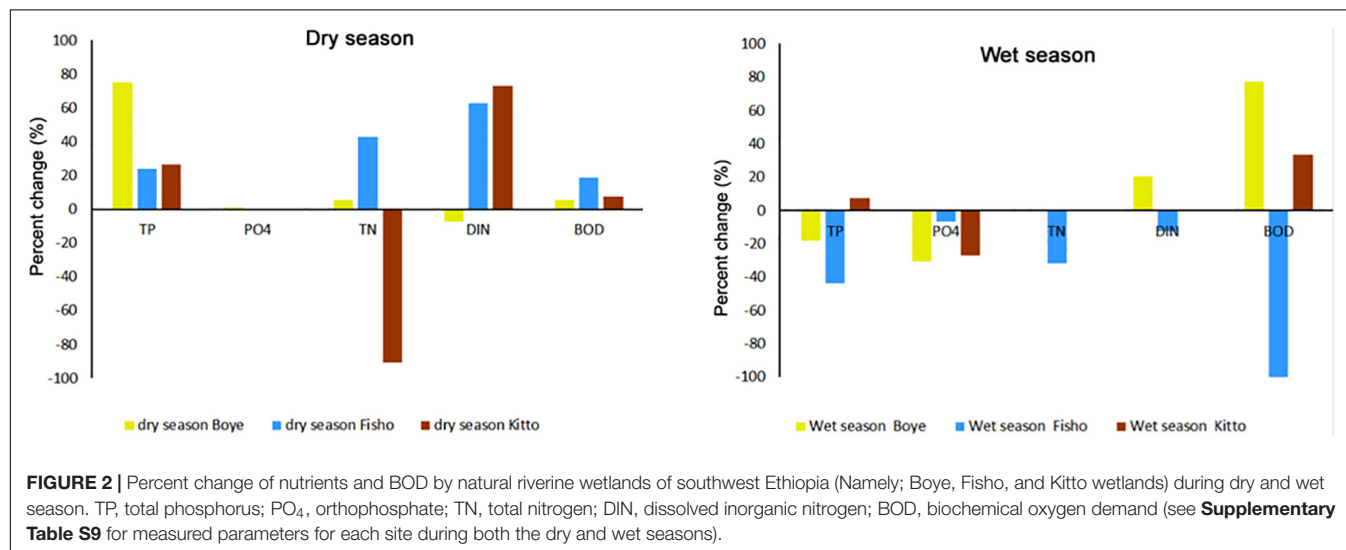 Dry season
Percent change (%)
100
80
60
40
20
0
-20
-40
-60
-80
-100
TP PO4 TN DIN BOD
dry season Boye dry season Fisho dry season Kitto
Wet season
Percent change (%)
100
80
60
40
20
0
-20
-40
-60
-80
-100
TP PO4 TN DIN BOD
Wet season Boye Wet season Fisho Wet season Kitto
FIGURE 2 | Percent change of nutrients and BOD by natural riverine wetlands of southwest Ethiopia (Namely; Boye, Fisho, and Kitto wetlands) during dry and wet
season. TP, total phosphorus; PO₄, orthophosphate; TN, total nitrogen; DIN, dissolved inorganic nitrogen; BOD, biochemical oxygen demand (see Supplementary
Table S9 for measured parameters for each site during both the dry and wet seasons).